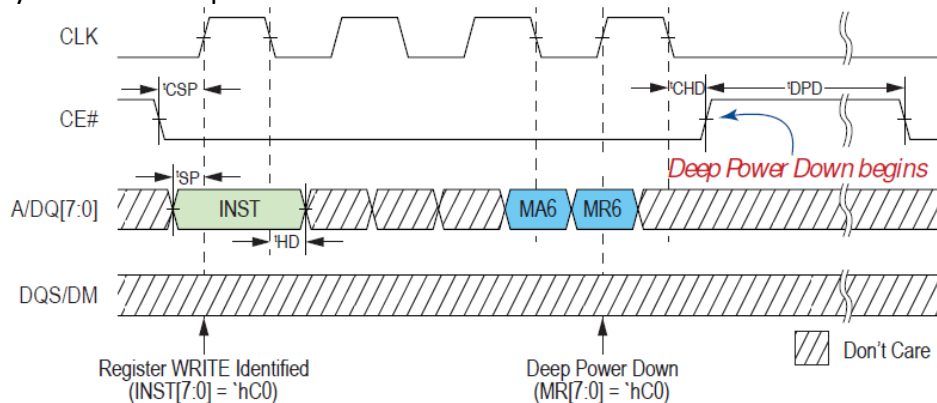 CLK
tCSP
tCHD
tDPD
CE#
Deep Power Down begins
tSP
A/DQ[7:0]
INST
MA6
MR6
tHD
DQS/DM
Don't Care
Register WRITE Identified
(INST[7:0] = `hC0)
Deep Power Down
(MR[7:0] = `hC0)